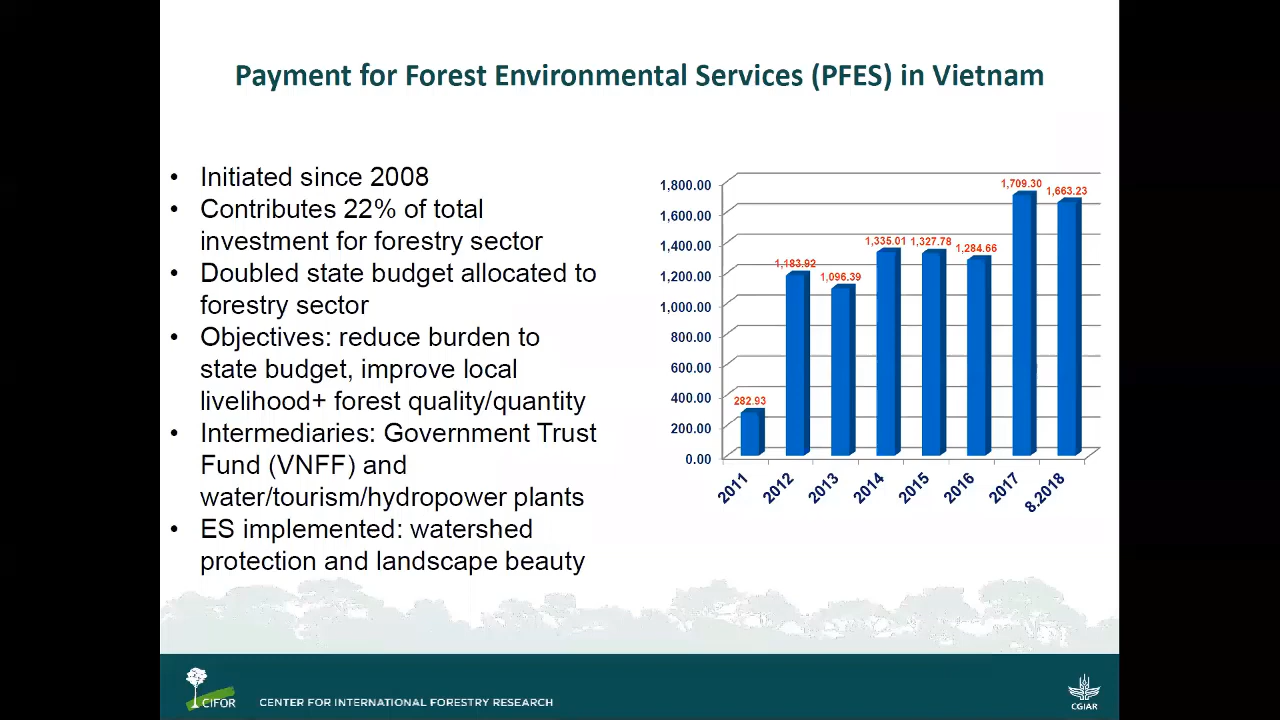 Payment for Forest Environmental Services (PFES) in Vietnam
• Initiated since 2008
• Contributes 22% of total
investment for forestry sector
• Doubled state budget allocated to
forestry sector
• Objectives: reduce burden to
state budget, improve local
livelihood+ forest quality/quantity
• Intermediaries: Government Trust
Fund (VNFF) and
water/tourism/hydropower plants
• ES implemented: watershed
protection and landscape beauty
1,800.00
1,600.00
1,400.00
1,200.00
1,000.00
800.00
600.00
400.00
200.00
0.00
282.93
1,183.92
1,096.39
1,335.01
1,327.78
1,284.66
1,709.30
1,663.23
2011
2012
2013
2014
2015
2016
2017
8.2018
CIFOR
CENTER FOR INTERNATIONAL FORESTRY RESEARCH
CGIAR